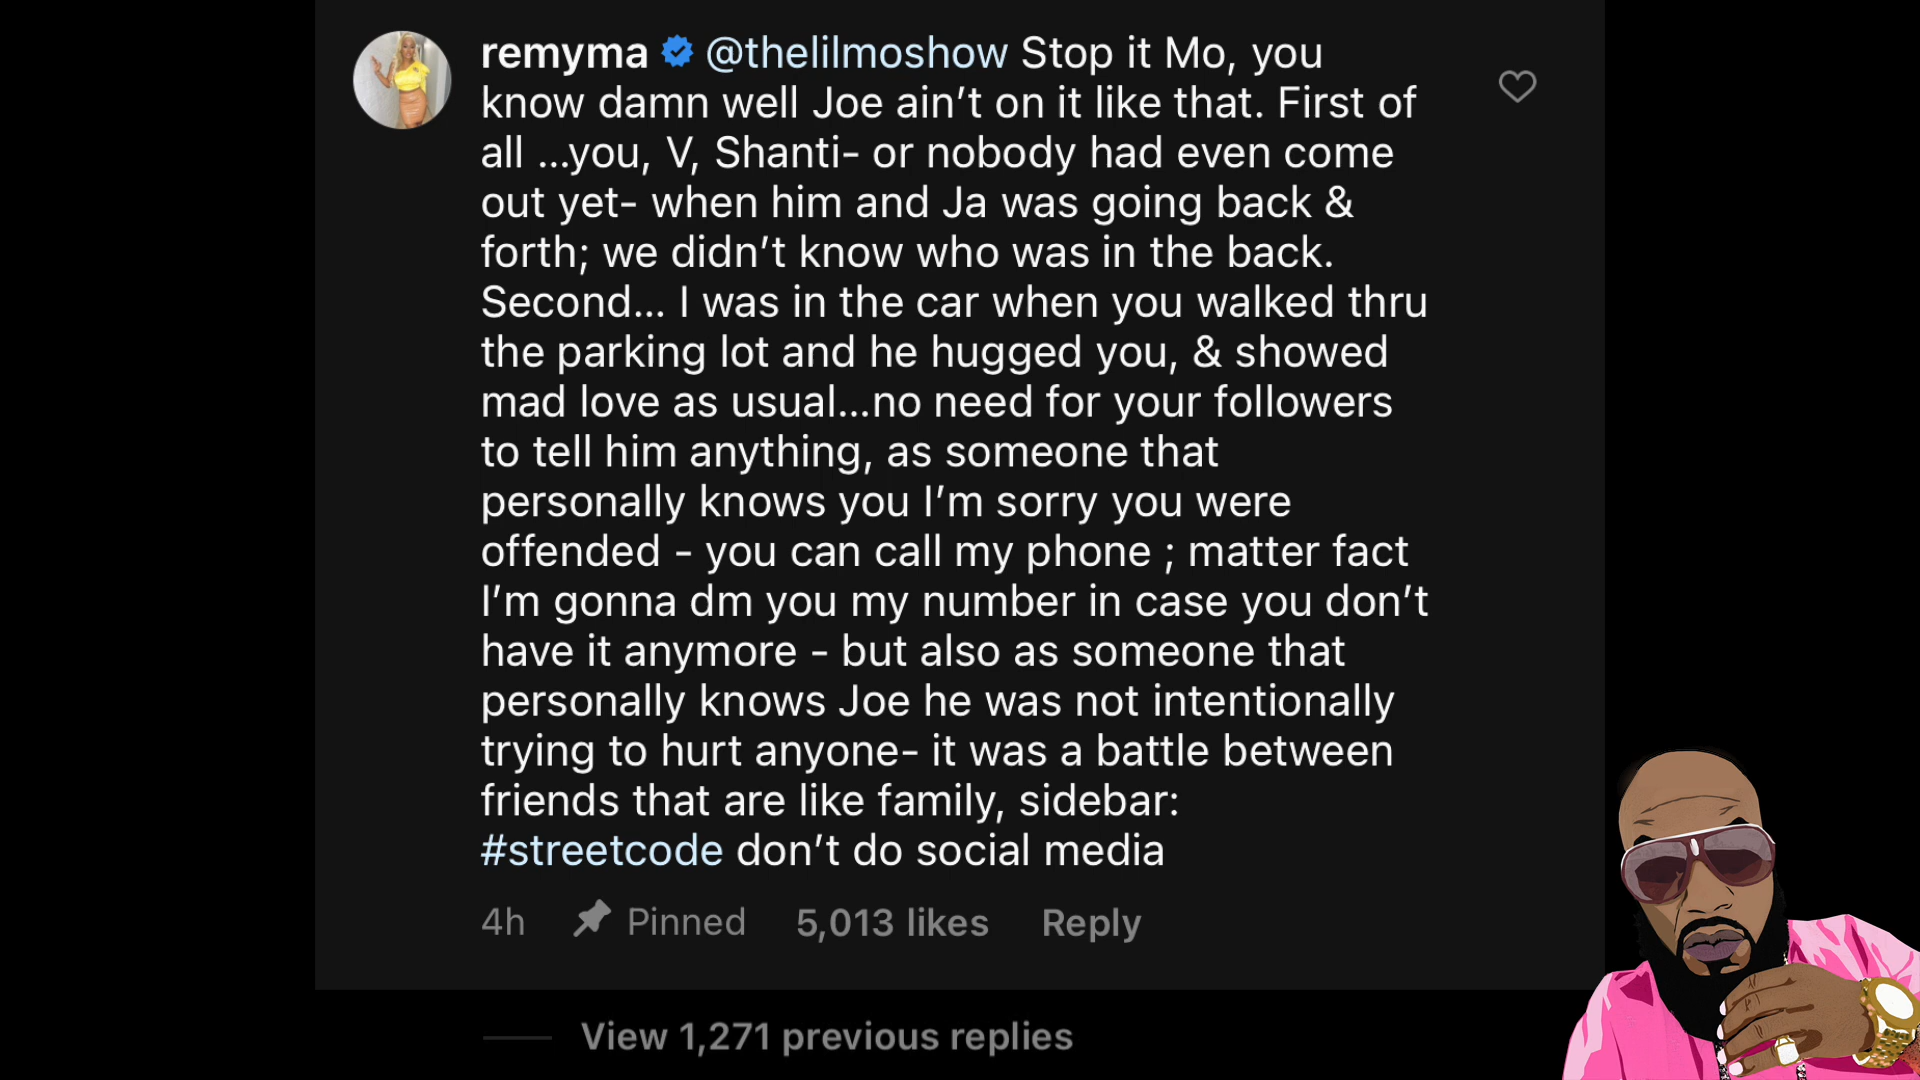 remyma @thelilmoshow Stop it Mo, you
know damn well Joe ain’t on it like that. First of
all ...you, V, Shanti- or nobody had even come
out yet- when him and Ja was going back &
forth; we didn’t know who was in the back.
Second... I was in the car when you walked thru
the parking lot and he hugged you, & showed
mad love as usual...no need for your followers
to tell him anything, as someone that
personally knows you I’m sorry you were
offended - you can call my phone ; matter fact
I’m gonna dm you my number in case you don’t
have it anymore - but also as someone that
personally knows Joe he was not intentionally
trying to hurt anyone- it was a battle between
friends that are like family, sidebar:
#streetcode don’t do social media
4h Pinned 5,013 likes Reply
View 1,271 previous replies